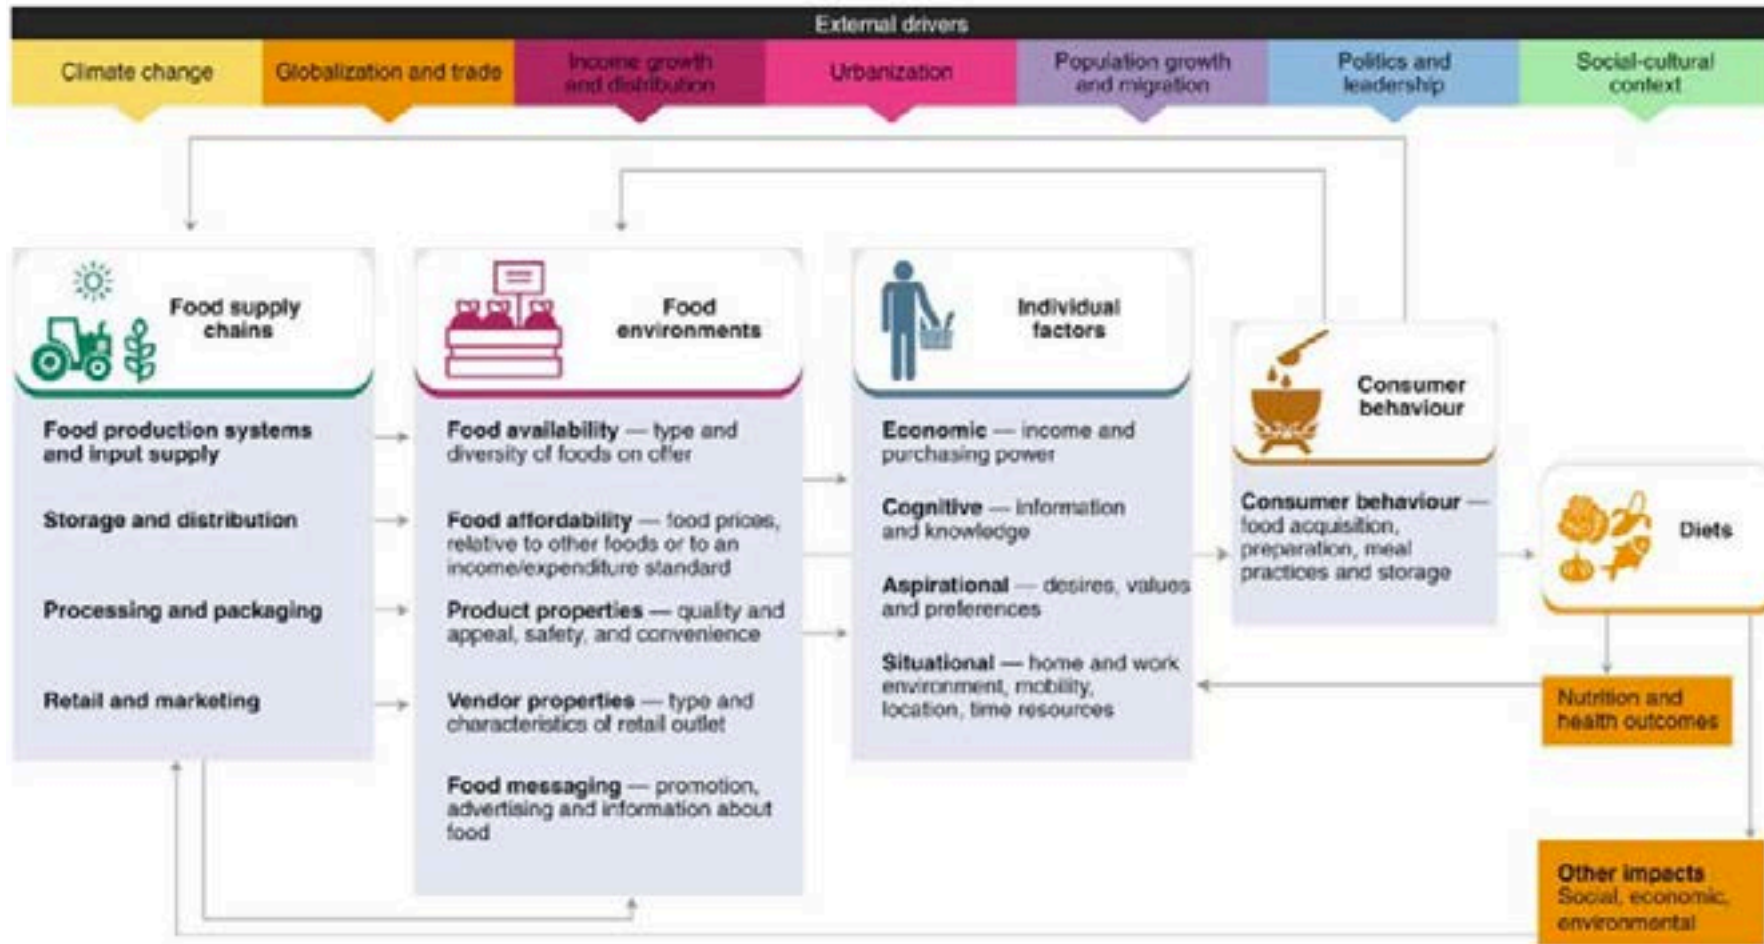 External drivers
Climate change
Globalization and trade
Income growth
and distribution
Urbanization
Population growth
and migration
Politics and
leadership
Social-cultural
context
Food supply
chains
Food production systems
and input supply
Storage and distribution
Processing and packaging
Retail and marketing
Food
environments
Food availability — type and
diversity of foods on offer
Food affordability — food prices,
relative to other foods or to an
income/expenditure standard
Product properties — quality and
appeal, safety, and convenience
Vendor properties — type and
characteristics of retail outlet
Food messaging — promotion,
advertising and information about
food
Individual
factors
Economic — income and
purchasing power
Cognitive — information
and knowledge
Aspirational — desires, values
and preferences
Situational — home and work
environment, mobility,
location, time resources
Consumer
behaviour
Consumer behaviour —
food acquisition,
preparation, meal
practices and storage
Diets
Nutrition and
health outcomes
Other impacts
Social, economic,
environmental